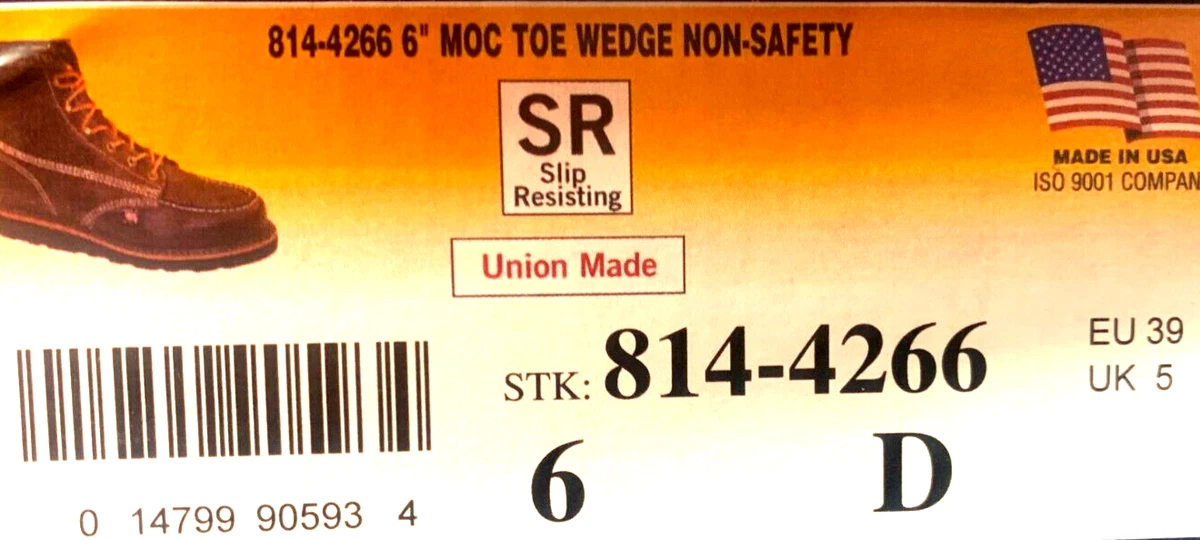 814-4266 6" MOC TOE WEDGE NON-SAFETY
SR
Slip
Resisting
MADE IN USA
ISO 9001 COMPAN
Union Made
STK: 814-4266
EU 39
UK 5
6 D
0 14799 90593 4